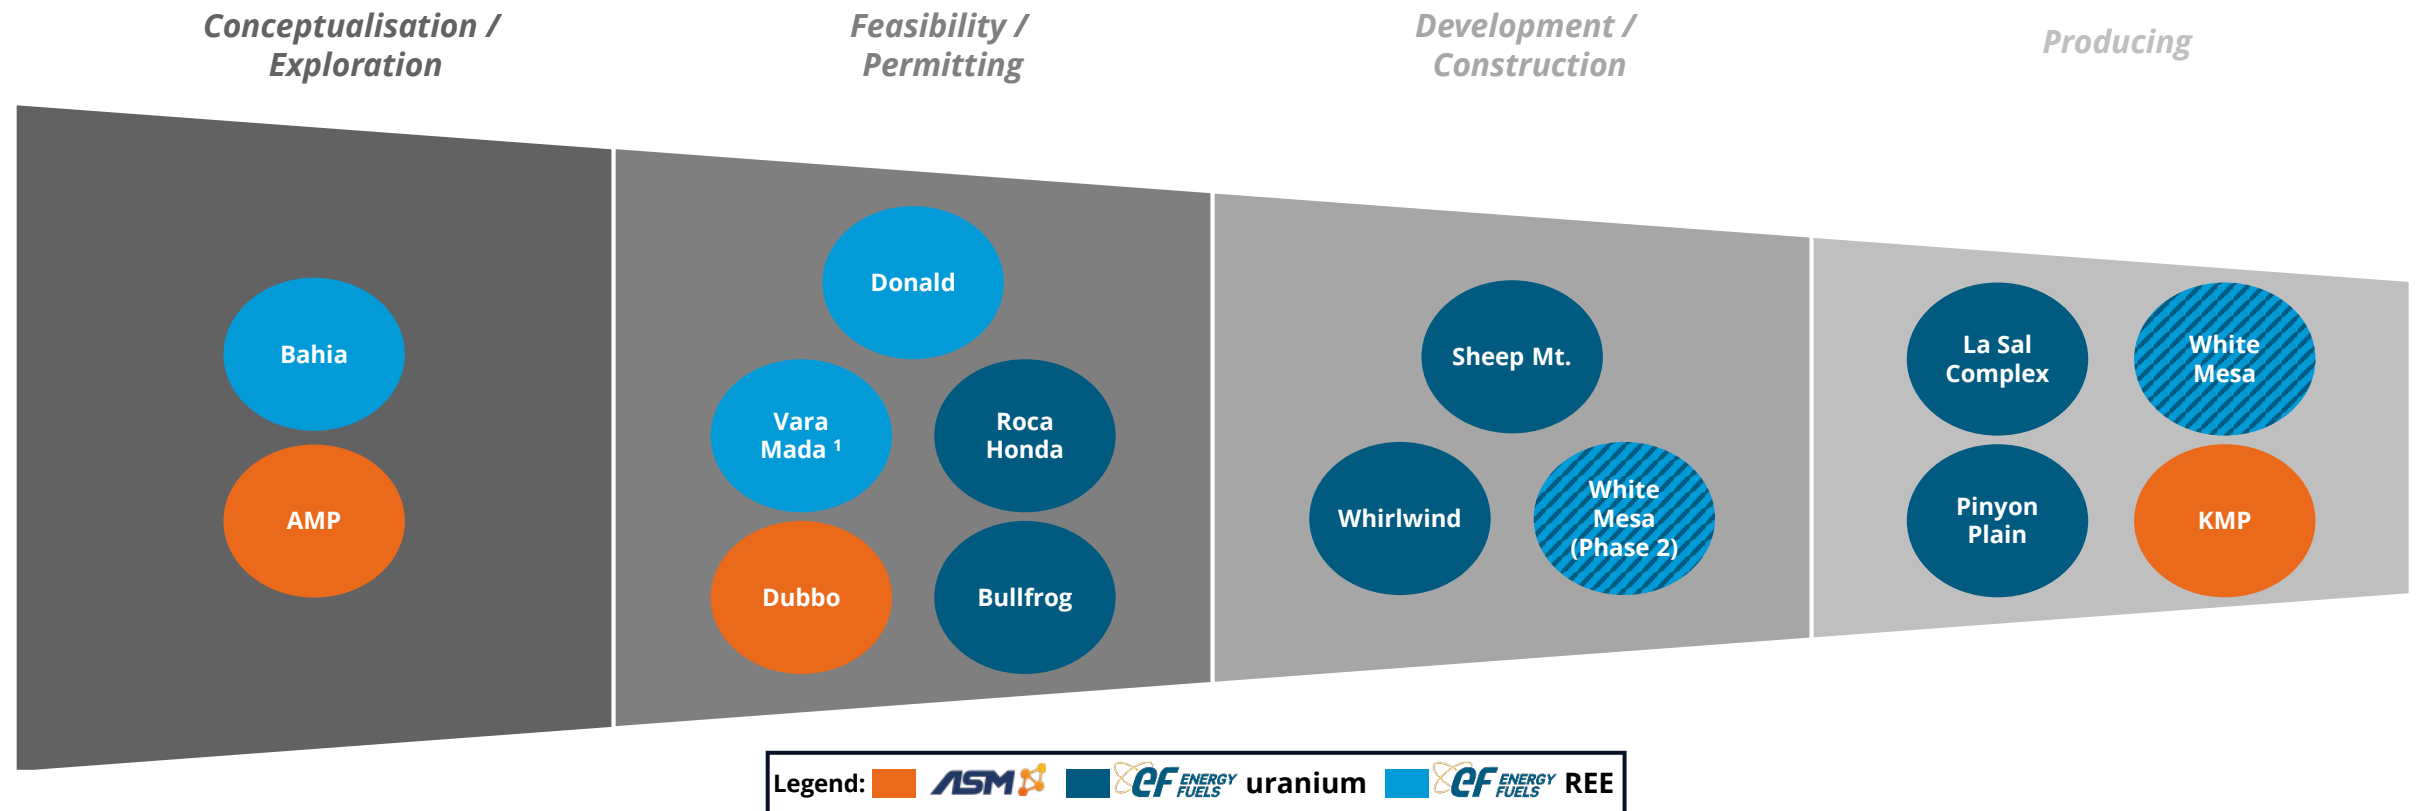 Conceptualisation /
Exploration
Feasibility /
Permitting
Development /
Construction
Producing
Bahia
AMP
Donald
Vara
Mada ¹
Roca
Honda
Dubbo
Bullfrog
Sheep Mt.
Whirlwind
White
Mesa
(Phase 2)
La Sal
Complex
White
Mesa
Pinyon
Plain
KMP
Legend: ASM eF ENERGY FUELS uranium eF ENERGY FUELS REE